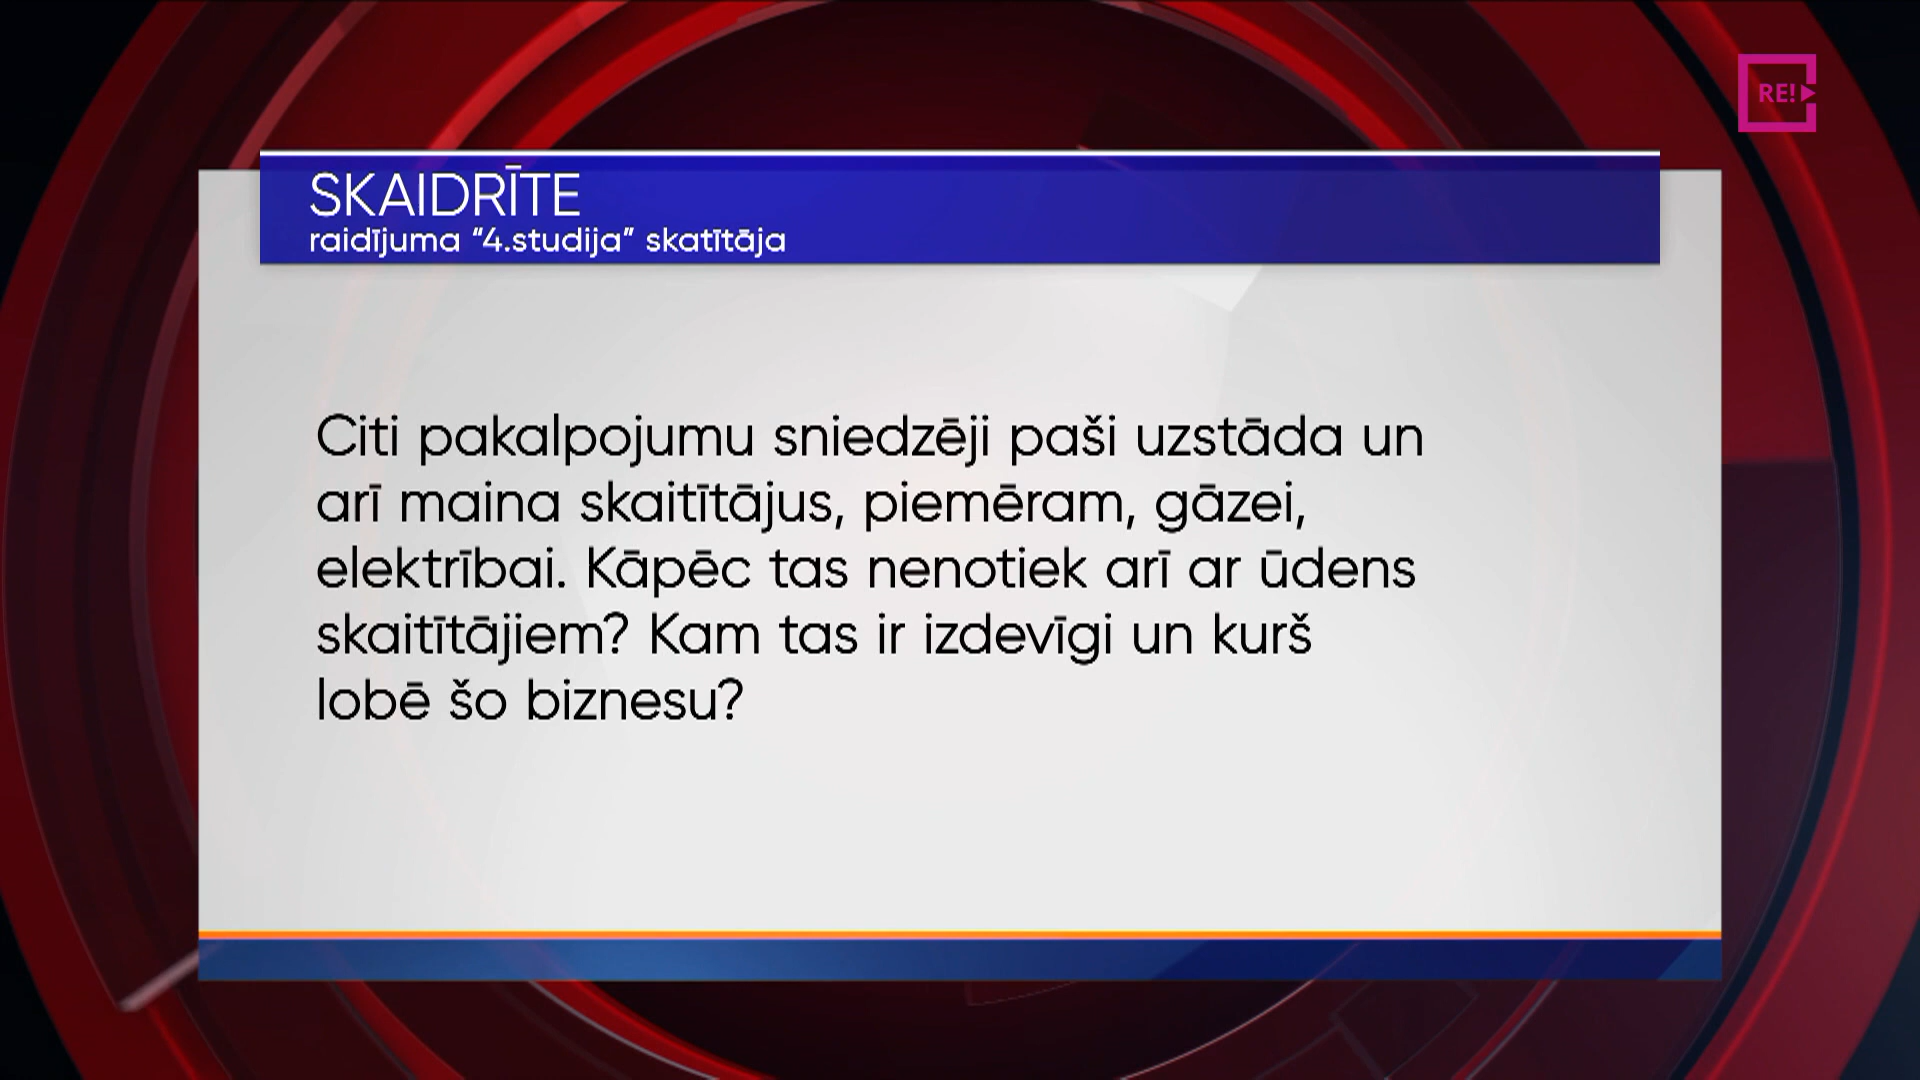 RE!
SKAIDRĪTE
raidījuma “4.studija” skatītāja
Citi pakalpojumu sniedzēji paši uzstāda un
arī maina skaitītājus, piemēram, gāzei,
elektrībai. Kāpēc tas nenotiek arī ar ūdens
skaitītājiem? Kam tas ir izdevīgi un kurš
lobē šo biznesu?